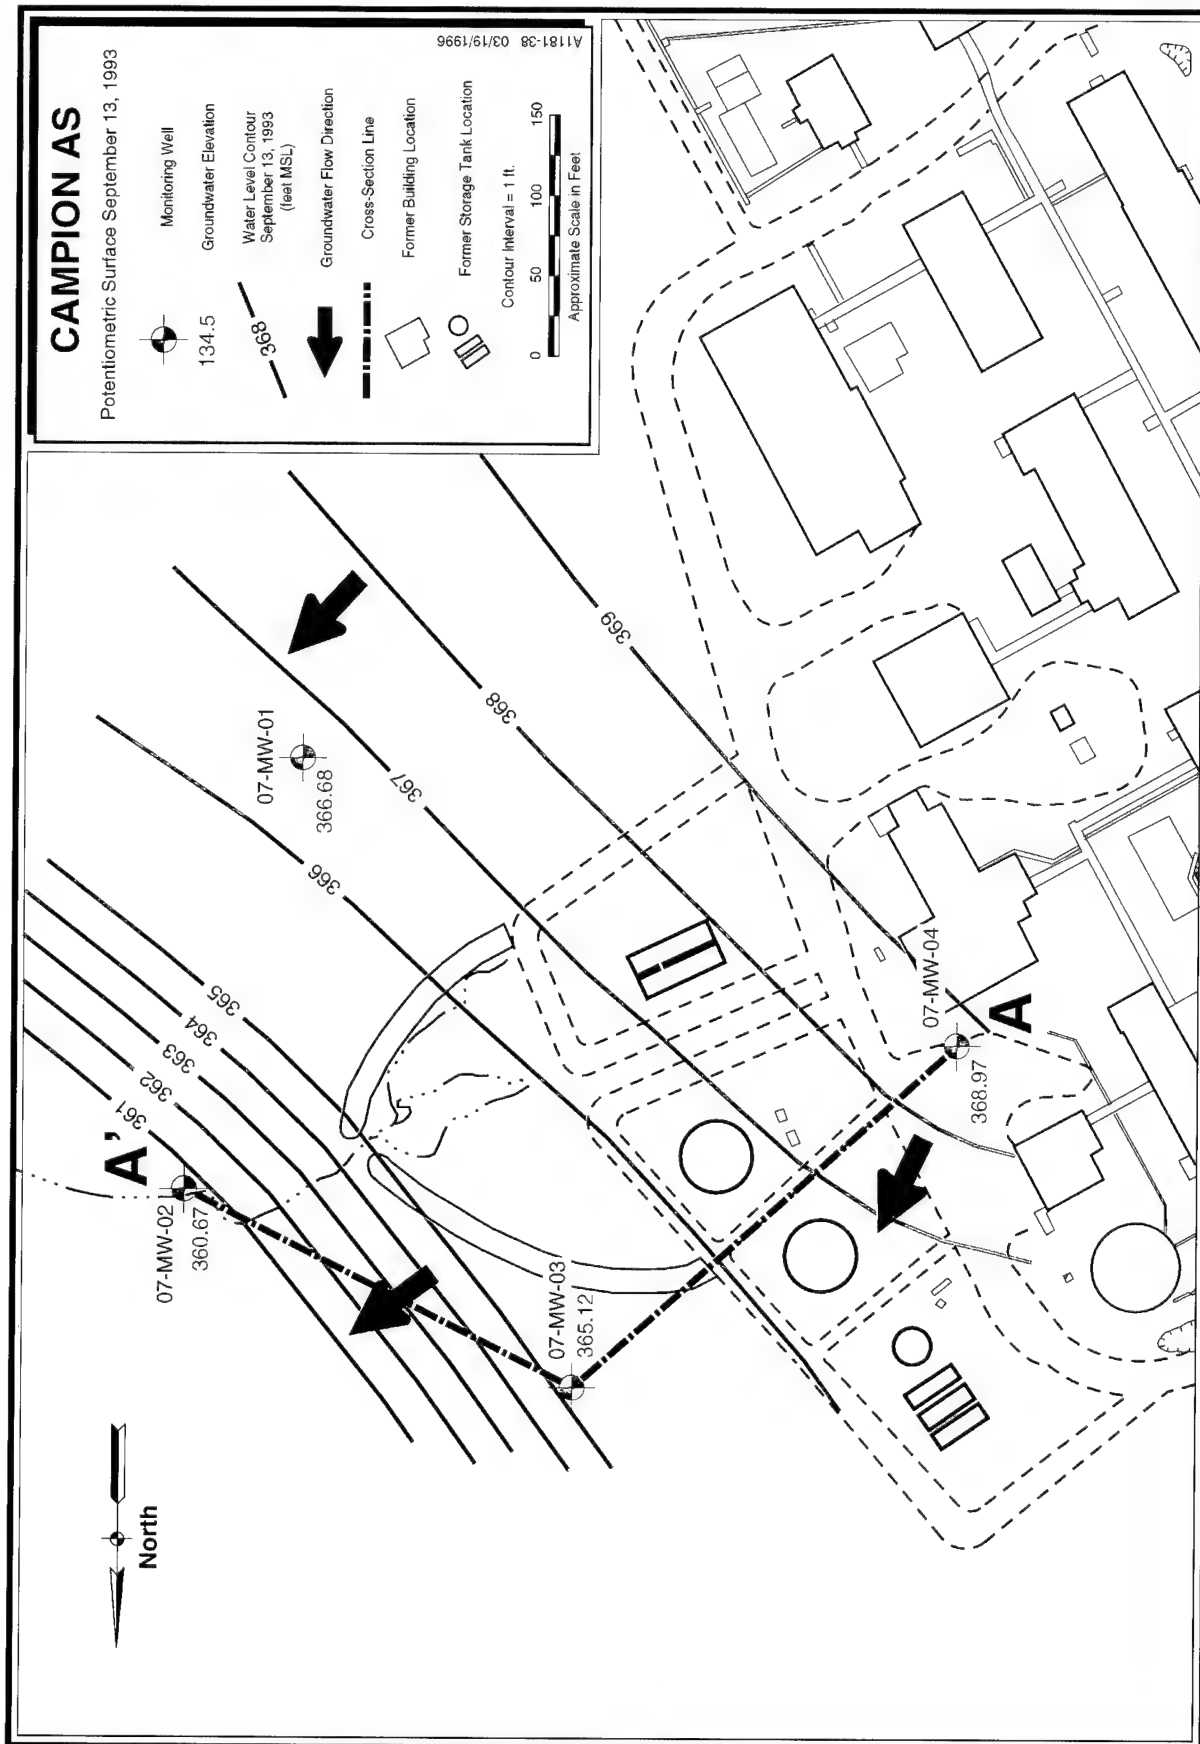 CAMPION AS
Potentiometric Surface September 13, 1993
Monitoring Well
134.5
Groundwater Elevation
368
Water Level Contour
September 13, 1993
(feet MSL)
Groundwater Flow Direction
Cross-Section Line
Former Building Location
Former Storage Tank Location
Contour Interval = 1 ft.
0 50 100 150
Approximate Scale in Feet
A1181-38 03/19/1996
North
A'
07-MW-02
360.67
07-MW-01
366.68
07-MW-03
365.12
07-MW-04
368.97
A
361
362
363
364
365
366
367
368
369